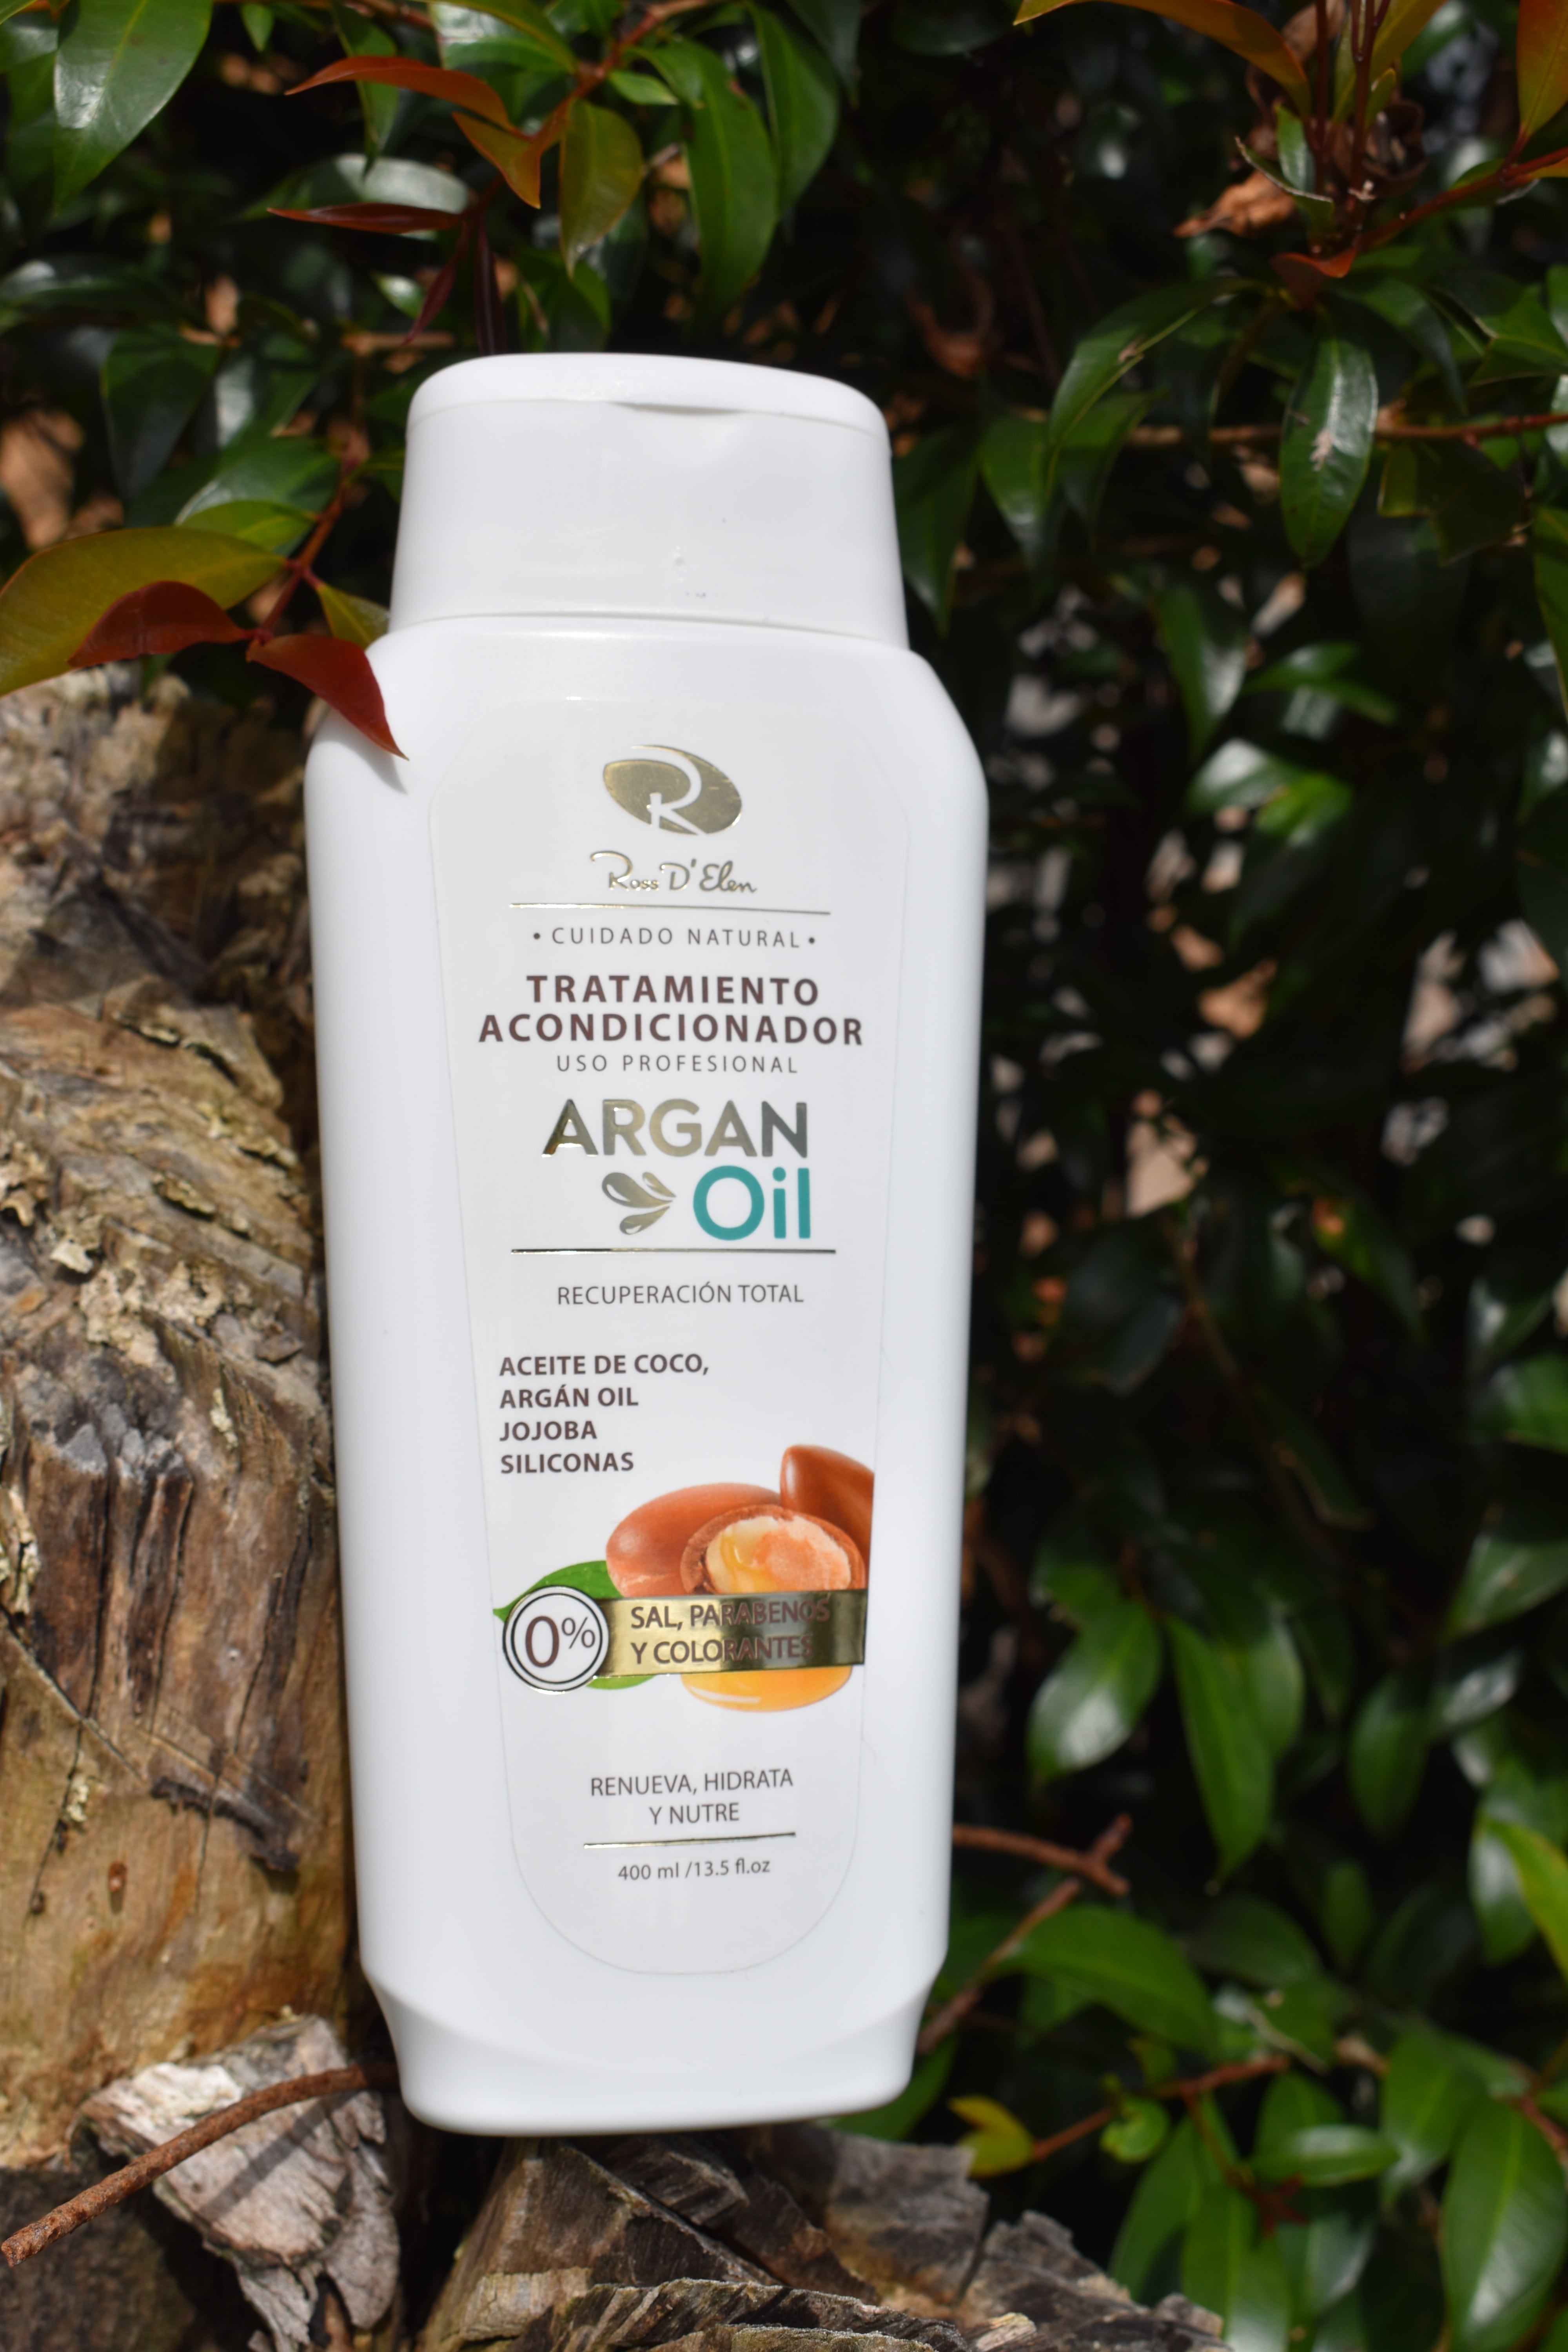 R
Ross D'Elen
• CUIDADO NATURAL •
TRATAMIENTO
ACONDICIONADOR
USO PROFESIONAL
ARGAN
Oil
RECUPERACIÓN TOTAL
ACEITE DE COCO,
ARGÁN OIL
JOJOBA
SILICONAS
0% SAL, PARABENOS
Y COLORANTES
RENUEVA, HIDRATA
Y NUTRE
400 ml /13.5 fl.oz